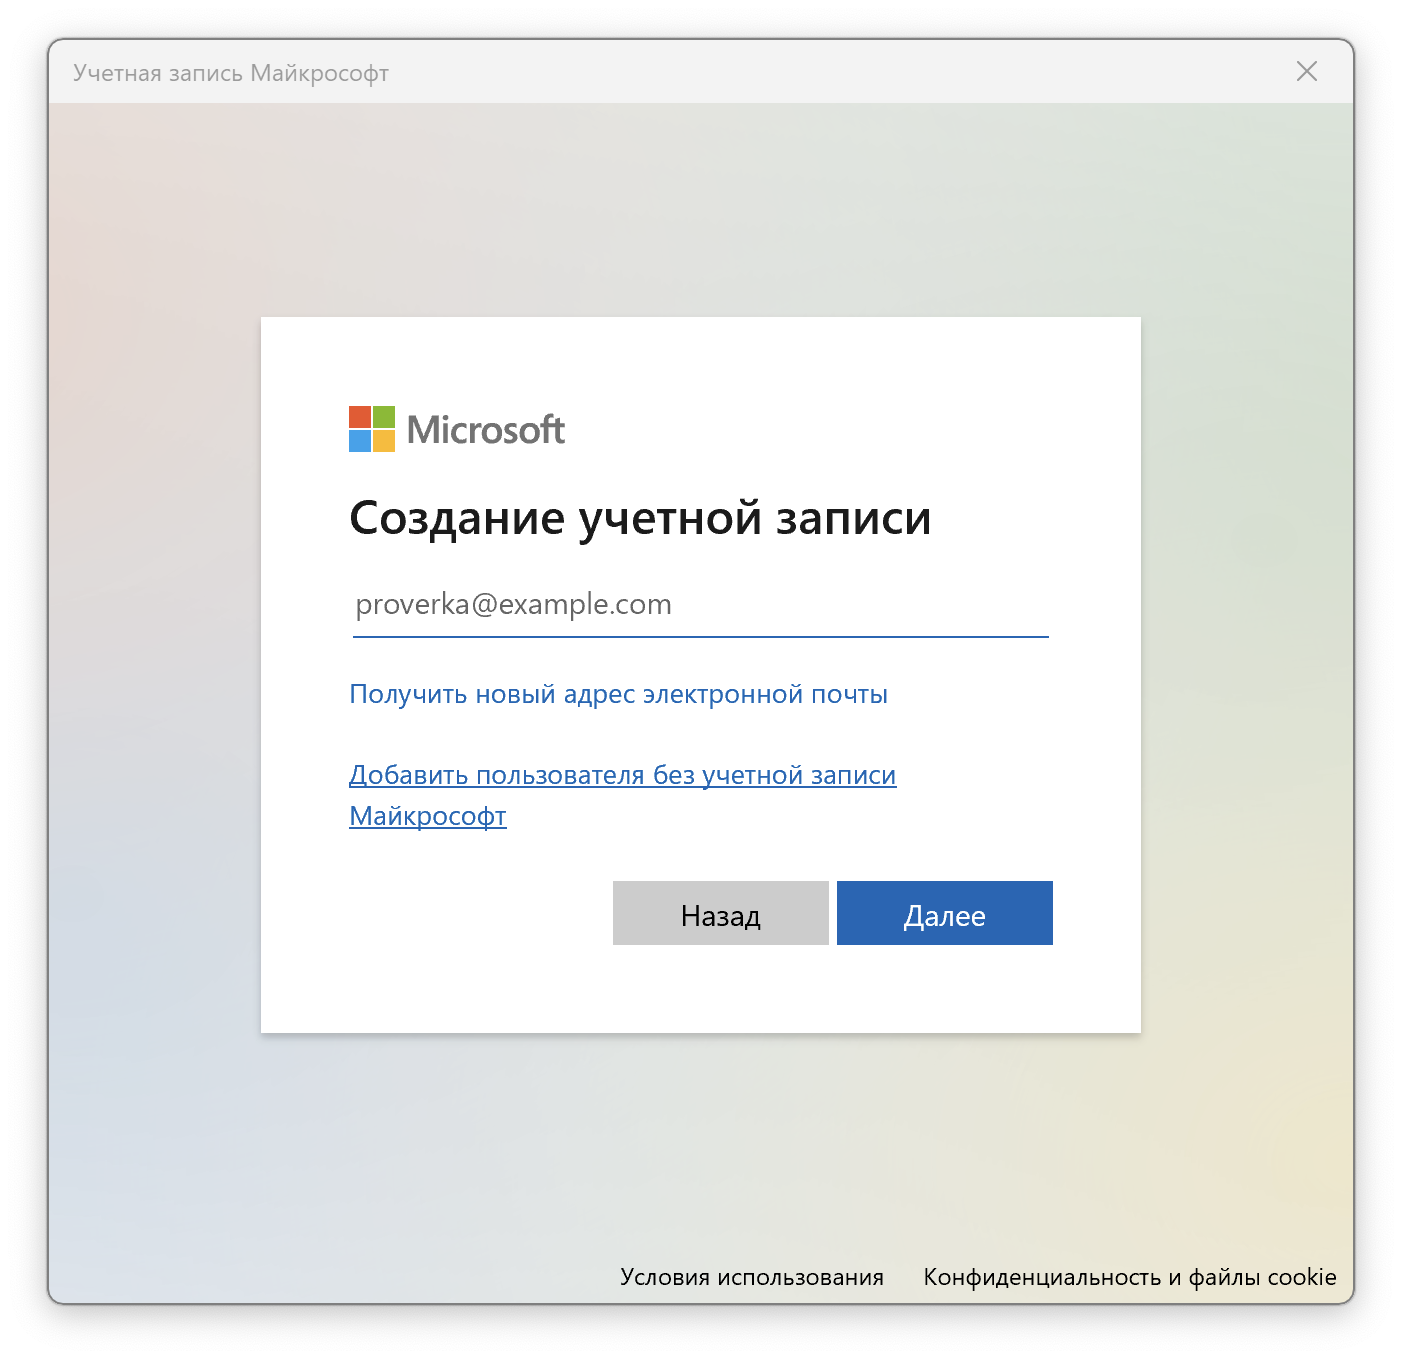 Учетная запись Майкрософт
Microsoft
Создание учетной записи
proverka@example.com
Получить новый адрес электронной почты
Добавить пользователя без учетной записи
Майкрософт
Назад Далее
Условия использования Конфиденциальность и файлы cookie